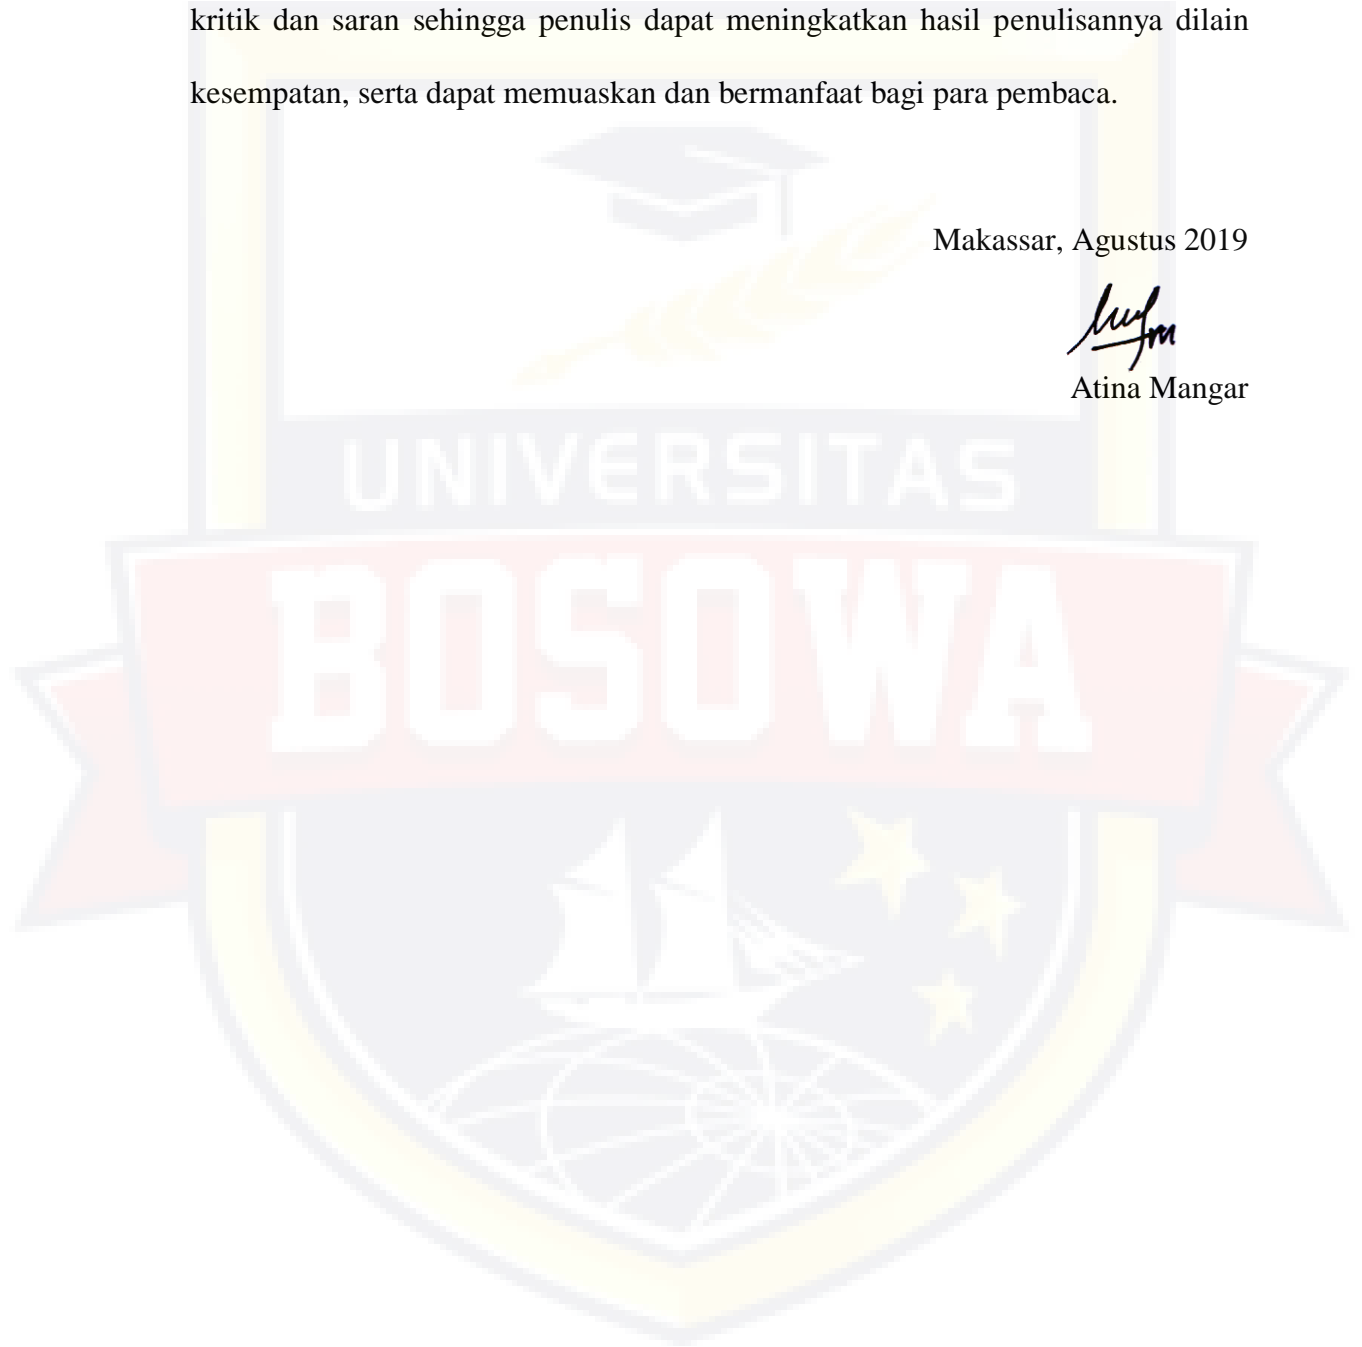 kritik dan saran sehingga penulis dapat meningkatkan hasil penulisannya dilain
kesempatan, serta dapat memuaskan dan bermanfaat bagi para pembaca.
Makassar, Agustus 2019
Atina Mangar
UNIVERSITAS
BOSOWA